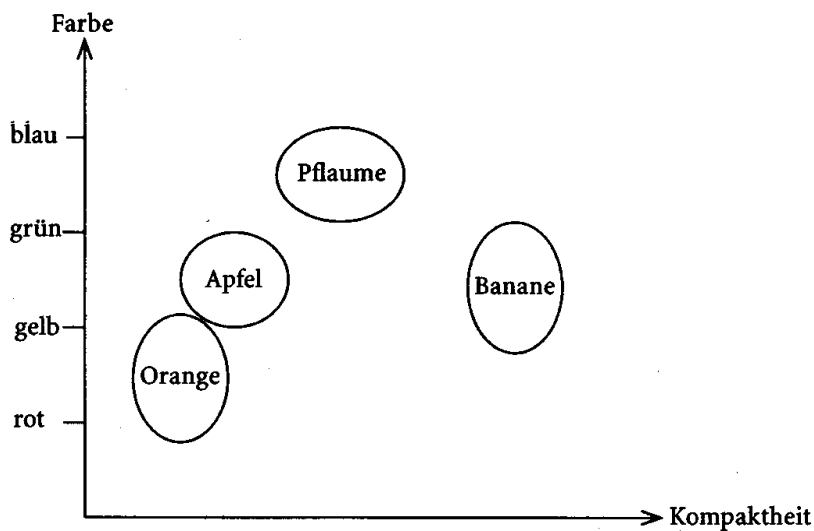 Farbe
blau
Pflaume
grün
Apfel
Banane
gelb
Orange
rot
Kompaktheit